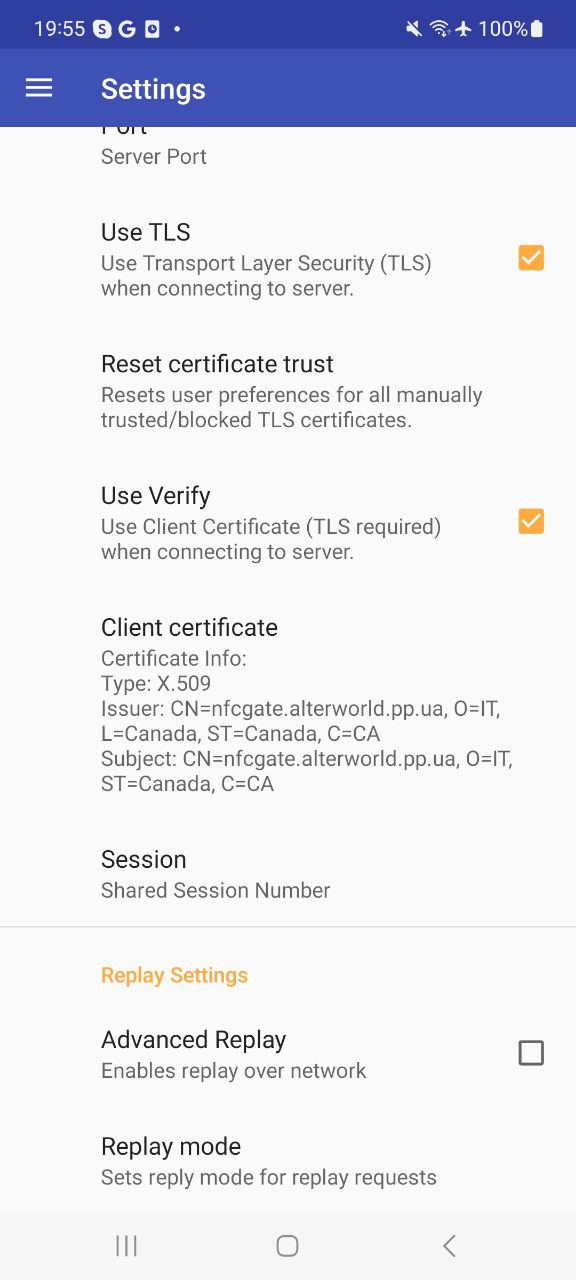 19:55 100%
Settings
Port
Server Port
Use TLS
Use Transport Layer Security (TLS)
when connecting to server.
Reset certificate trust
Resets user preferences for all manually
trusted/blocked TLS certificates.
Use Verify
Use Client Certificate (TLS required)
when connecting to server.
Client certificate
Certificate Info:
Type: X.509
Issuer: CN=nfcgate.alterworld.pp.ua, O=IT,
L=Canada, ST=Canada, C=CA
Subject: CN=nfcgate.alterworld.pp.ua, O=IT,
ST=Canada, C=CA
Session
Shared Session Number
Replay Settings
Advanced Replay
Enables replay over network
Replay mode
Sets reply mode for replay requests